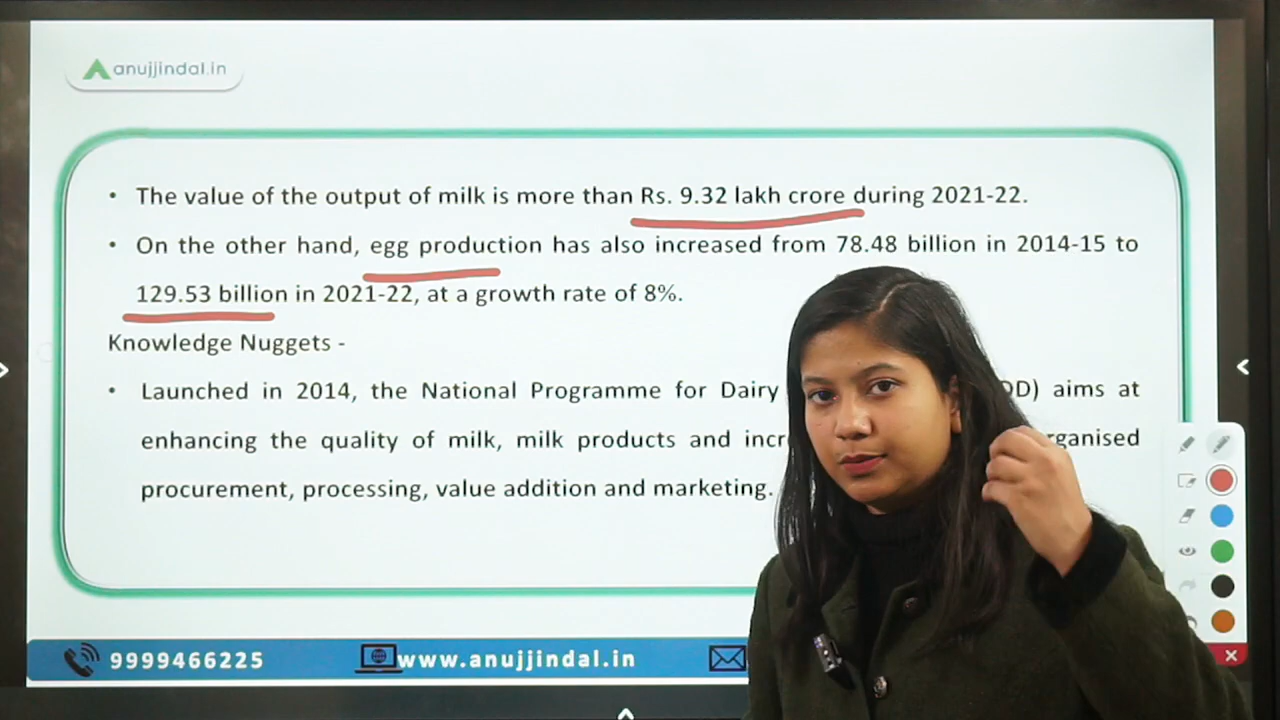 anujjindal.in
• The value of the output of milk is more than Rs. 9.32 lakh crore during 2021-22.
• On the other hand, egg production has also increased from 78.48 billion in 2014-15 to
129.53 billion in 2021-22, at a growth rate of 8%.
Knowledge Nuggets -
• Launched in 2014, the National Programme for Dairy aims at
enhancing the quality of milk, milk products and
procurement, processing, value addition and marketing.
9999466225 www.anujjindal.in